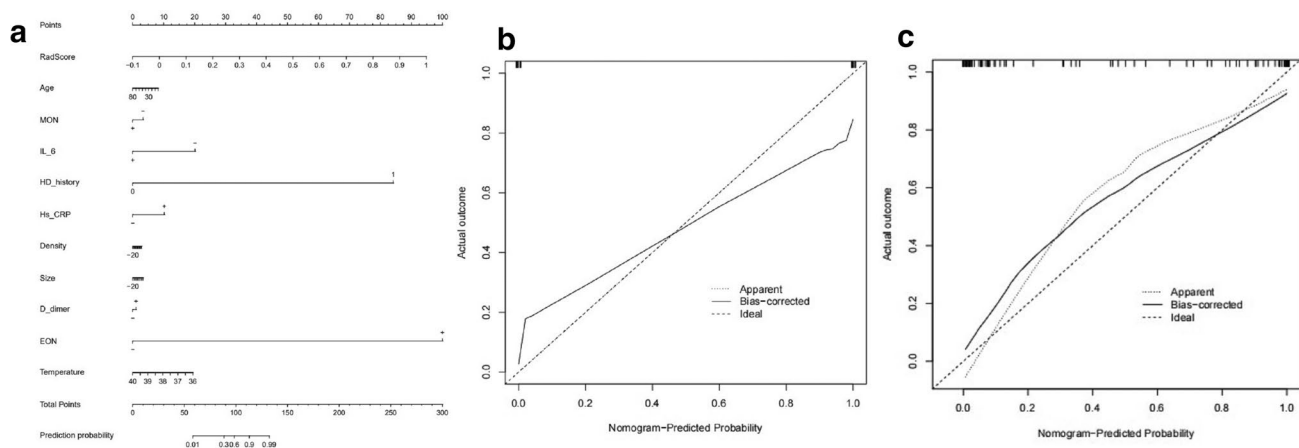 a
Points
0 10 20 30 40 50 60 70 80 90 100
RadScore
-0.1 0 0.1 0.2 0.3 0.4 0.5 0.6 0.7 0.8 0.9 1
Age
80 30
MON
−
+
IL_6
−
+
HD_history
1
0
Hs_CRP
+
−
Density
-20
Size
-20
D_dimer
+
−
EON
+
−
Temperature
40 39 38 37 36
Total Points
0 50 100 150 200 250 300
Prediction probability
0.01 0.30.6 0.9 0.99
b
Actual outcome
1.0
0.8
0.6
0.4
0.2
0.0
Apparent
Bias-corrected
Ideal
0.0 0.2 0.4 0.6 0.8 1.0
Nomogram-Predicted Probability
c
Actual outcome
1.0
0.8
0.6
0.4
0.2
0.0
Apparent
Bias-corrected
Ideal
0.0 0.2 0.4 0.6 0.8 1.0
Nomogram-Predicted Probability